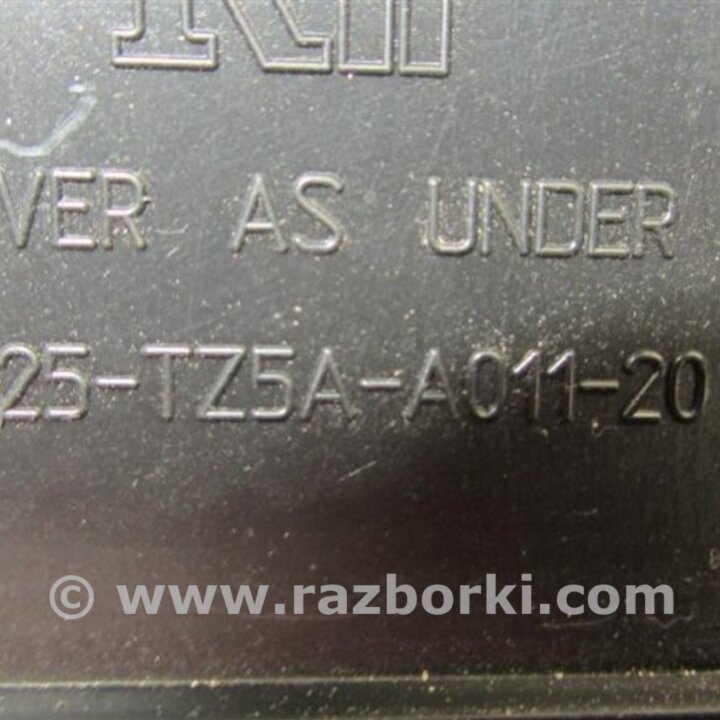 VER AS UNDER
25-TZ5A-A011-20
© www.razborki.com